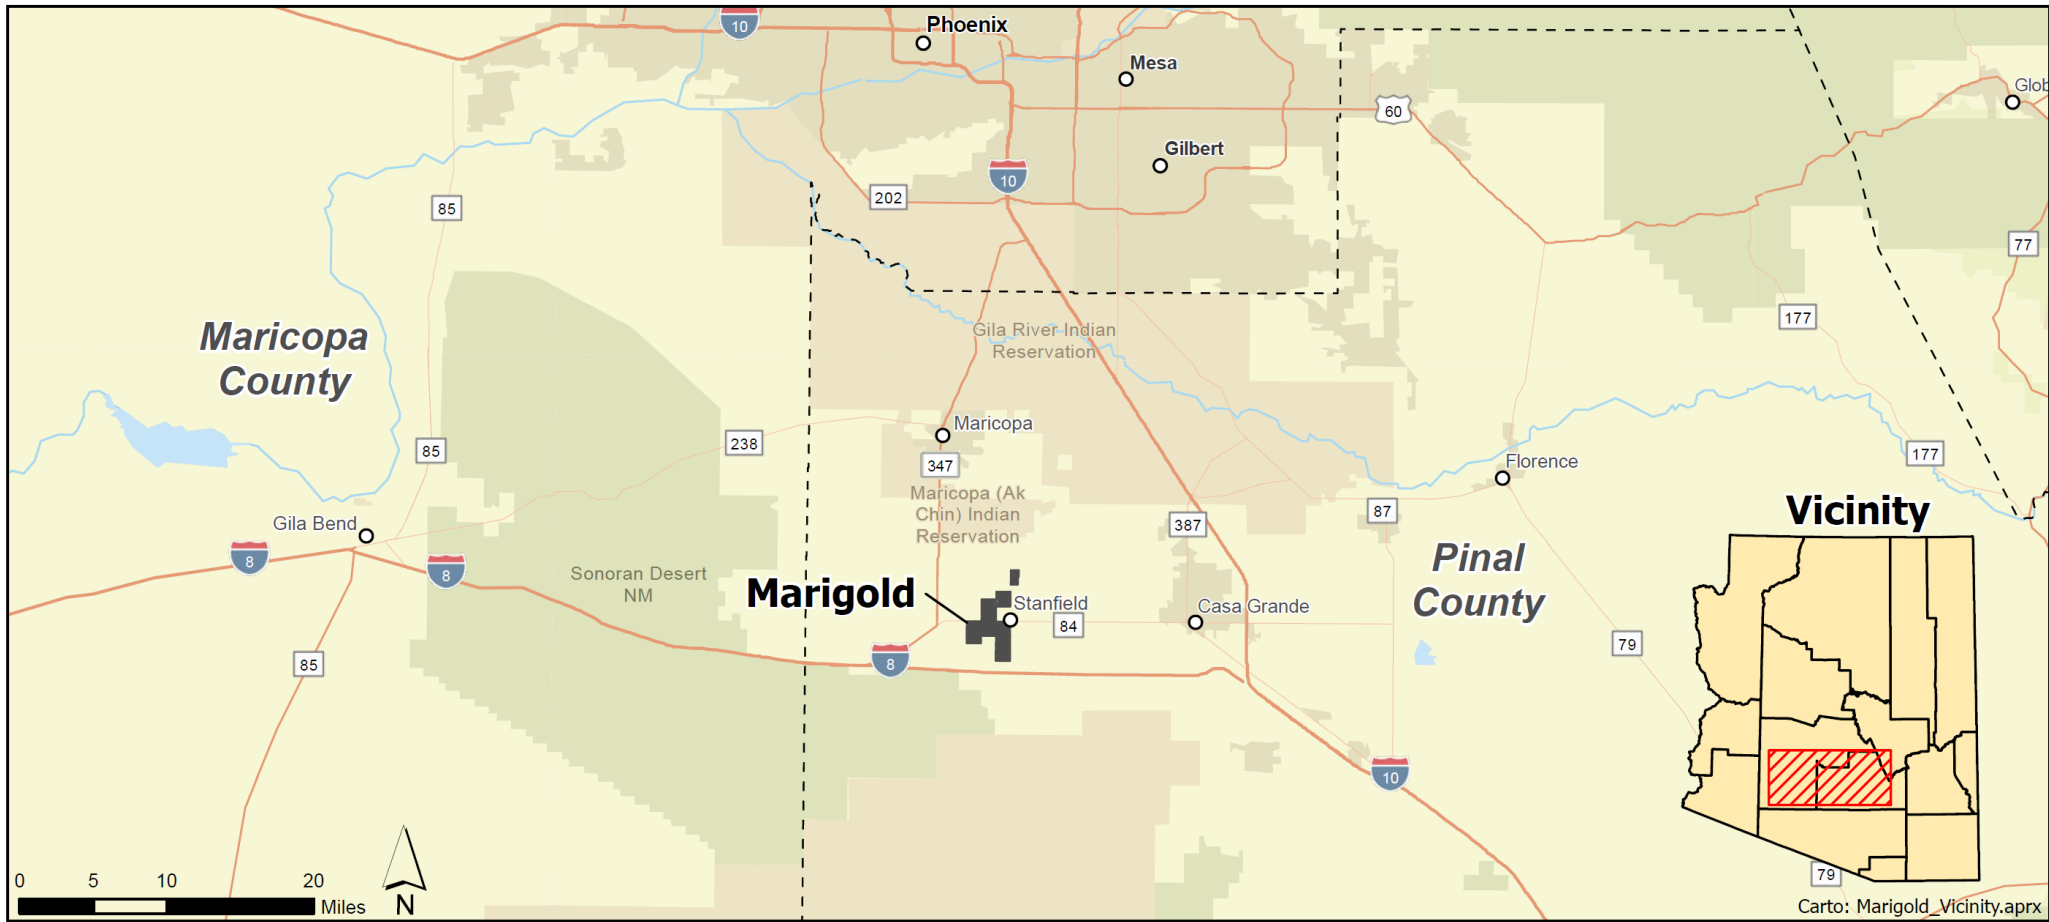 10
Phoenix
Mesa
60
Glob
Gilbert
10
202
85
77
177
Maricopa
County
Gila River Indian
Reservation
Maricopa
238
85
347
177
Florence
Maricopa (Ak
Chin) Indian
Reservation
87
387
Gila Bend
8
8
Vicinity
Pinal
County
Sonoran Desert
NM
Marigold
Stanfield
84
Casa Grande
79
8
85
10
79
0 5 10 20
Miles
N
Carto: Marigold_Vicinity.aprx